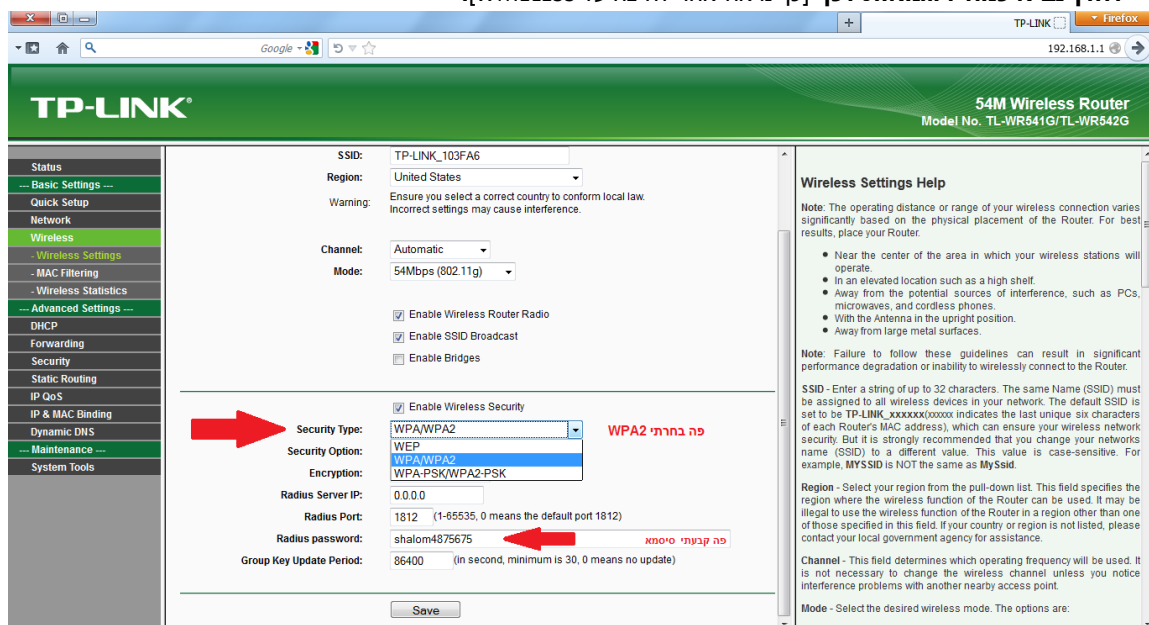 TP-LINK
Firefox
Google
192.168.1.1
TP-LINK®
54M Wireless Router
Model No. TL-WR541G/TL-WR542G
Status
--- Basic Settings ---
Quick Setup
Network
Wireless
- Wireless Settings
- MAC Filtering
- Wireless Statistics
--- Advanced Settings ---
DHCP
Forwarding
Security
Static Routing
IP QoS
IP & MAC Binding
Dynamic DNS
--- Maintenance ---
System Tools
SSID: TP-LINK_103FA6
Region: United States
Warning: Ensure you select a correct country to conform local law.
Incorrect settings may cause interference.
Channel: Automatic
Mode: 54Mbps (802.11g)
Enable Wireless Router Radio
Enable SSID Broadcast
Enable Bridges
Enable Wireless Security
Security Type: WPA/WPA2 פה בחרתי WPA2
Security Option: WEP
WPA/WPA2
Encryption: WPA-PSK/WPA2-PSK
Radius Server IP: 0.0.0.0
Radius Port: 1812 (1-65535, 0 means the default port 1812)
Radius password: shalom4875675 פה קבעתי סיסמא
Group Key Update Period: 86400 (in second, minimum is 30, 0 means no update)
Save
Wireless Settings Help
Note: The operating distance or range of your wireless connection varies
significantly based on the physical placement of the Router. For best
results, place your Router.
Near the center of the area in which your wireless stations will
operate.
In an elevated location such as a high shelf.
Away from the potential sources of interference, such as PCs,
microwaves, and cordless phones.
With the Antenna in the upright position.
Away from large metal surfaces.
Note: Failure to follow these guidelines can result in significant
performance degradation or inability to wirelessly connect to the Router.
SSID - Enter a string of up to 32 characters. The same Name (SSID) must
be assigned to all wireless devices in your network. The default SSID is
set to be TP-LINK_xxxxxx(xxxxxx indicates the last unique six characters
of each Router's MAC address), which can ensure your wireless network
security. But it is strongly recommended that you change your networks
name (SSID) to a different value. This value is case-sensitive. For
example, MYSSID is NOT the same as MySsid.
Region - Select your region from the pull-down list. This field specifies the
region where the wireless function of the Router can be used. It may be
illegal to use the wireless function of the Router in a region other than one
of those specified in this field. If your country or region is not listed, please
contact your local government agency for assistance.
Channel - This field determines which operating frequency will be used. It
is not necessary to change the wireless channel unless you notice
interference problems with another nearby access point.
Mode - Select the desired wireless mode. The options are: